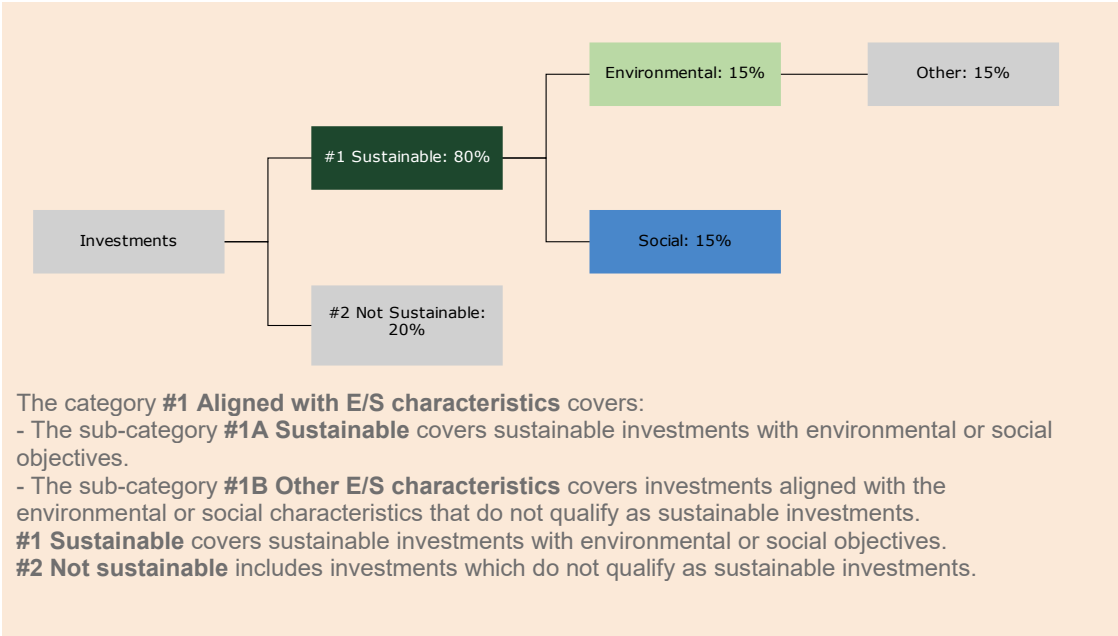 Environmental: 15%
Other: 15%
#1 Sustainable: 80%
Investments
Social: 15%
#2 Not Sustainable:
20%
The category #1 Aligned with E/S characteristics covers:
- The sub-category #1A Sustainable covers sustainable investments with environmental or social
objectives.
- The sub-category #1B Other E/S characteristics covers investments aligned with the
environmental or social characteristics that do not qualify as sustainable investments.
#1 Sustainable covers sustainable investments with environmental or social objectives.
#2 Not sustainable includes investments which do not qualify as sustainable investments.